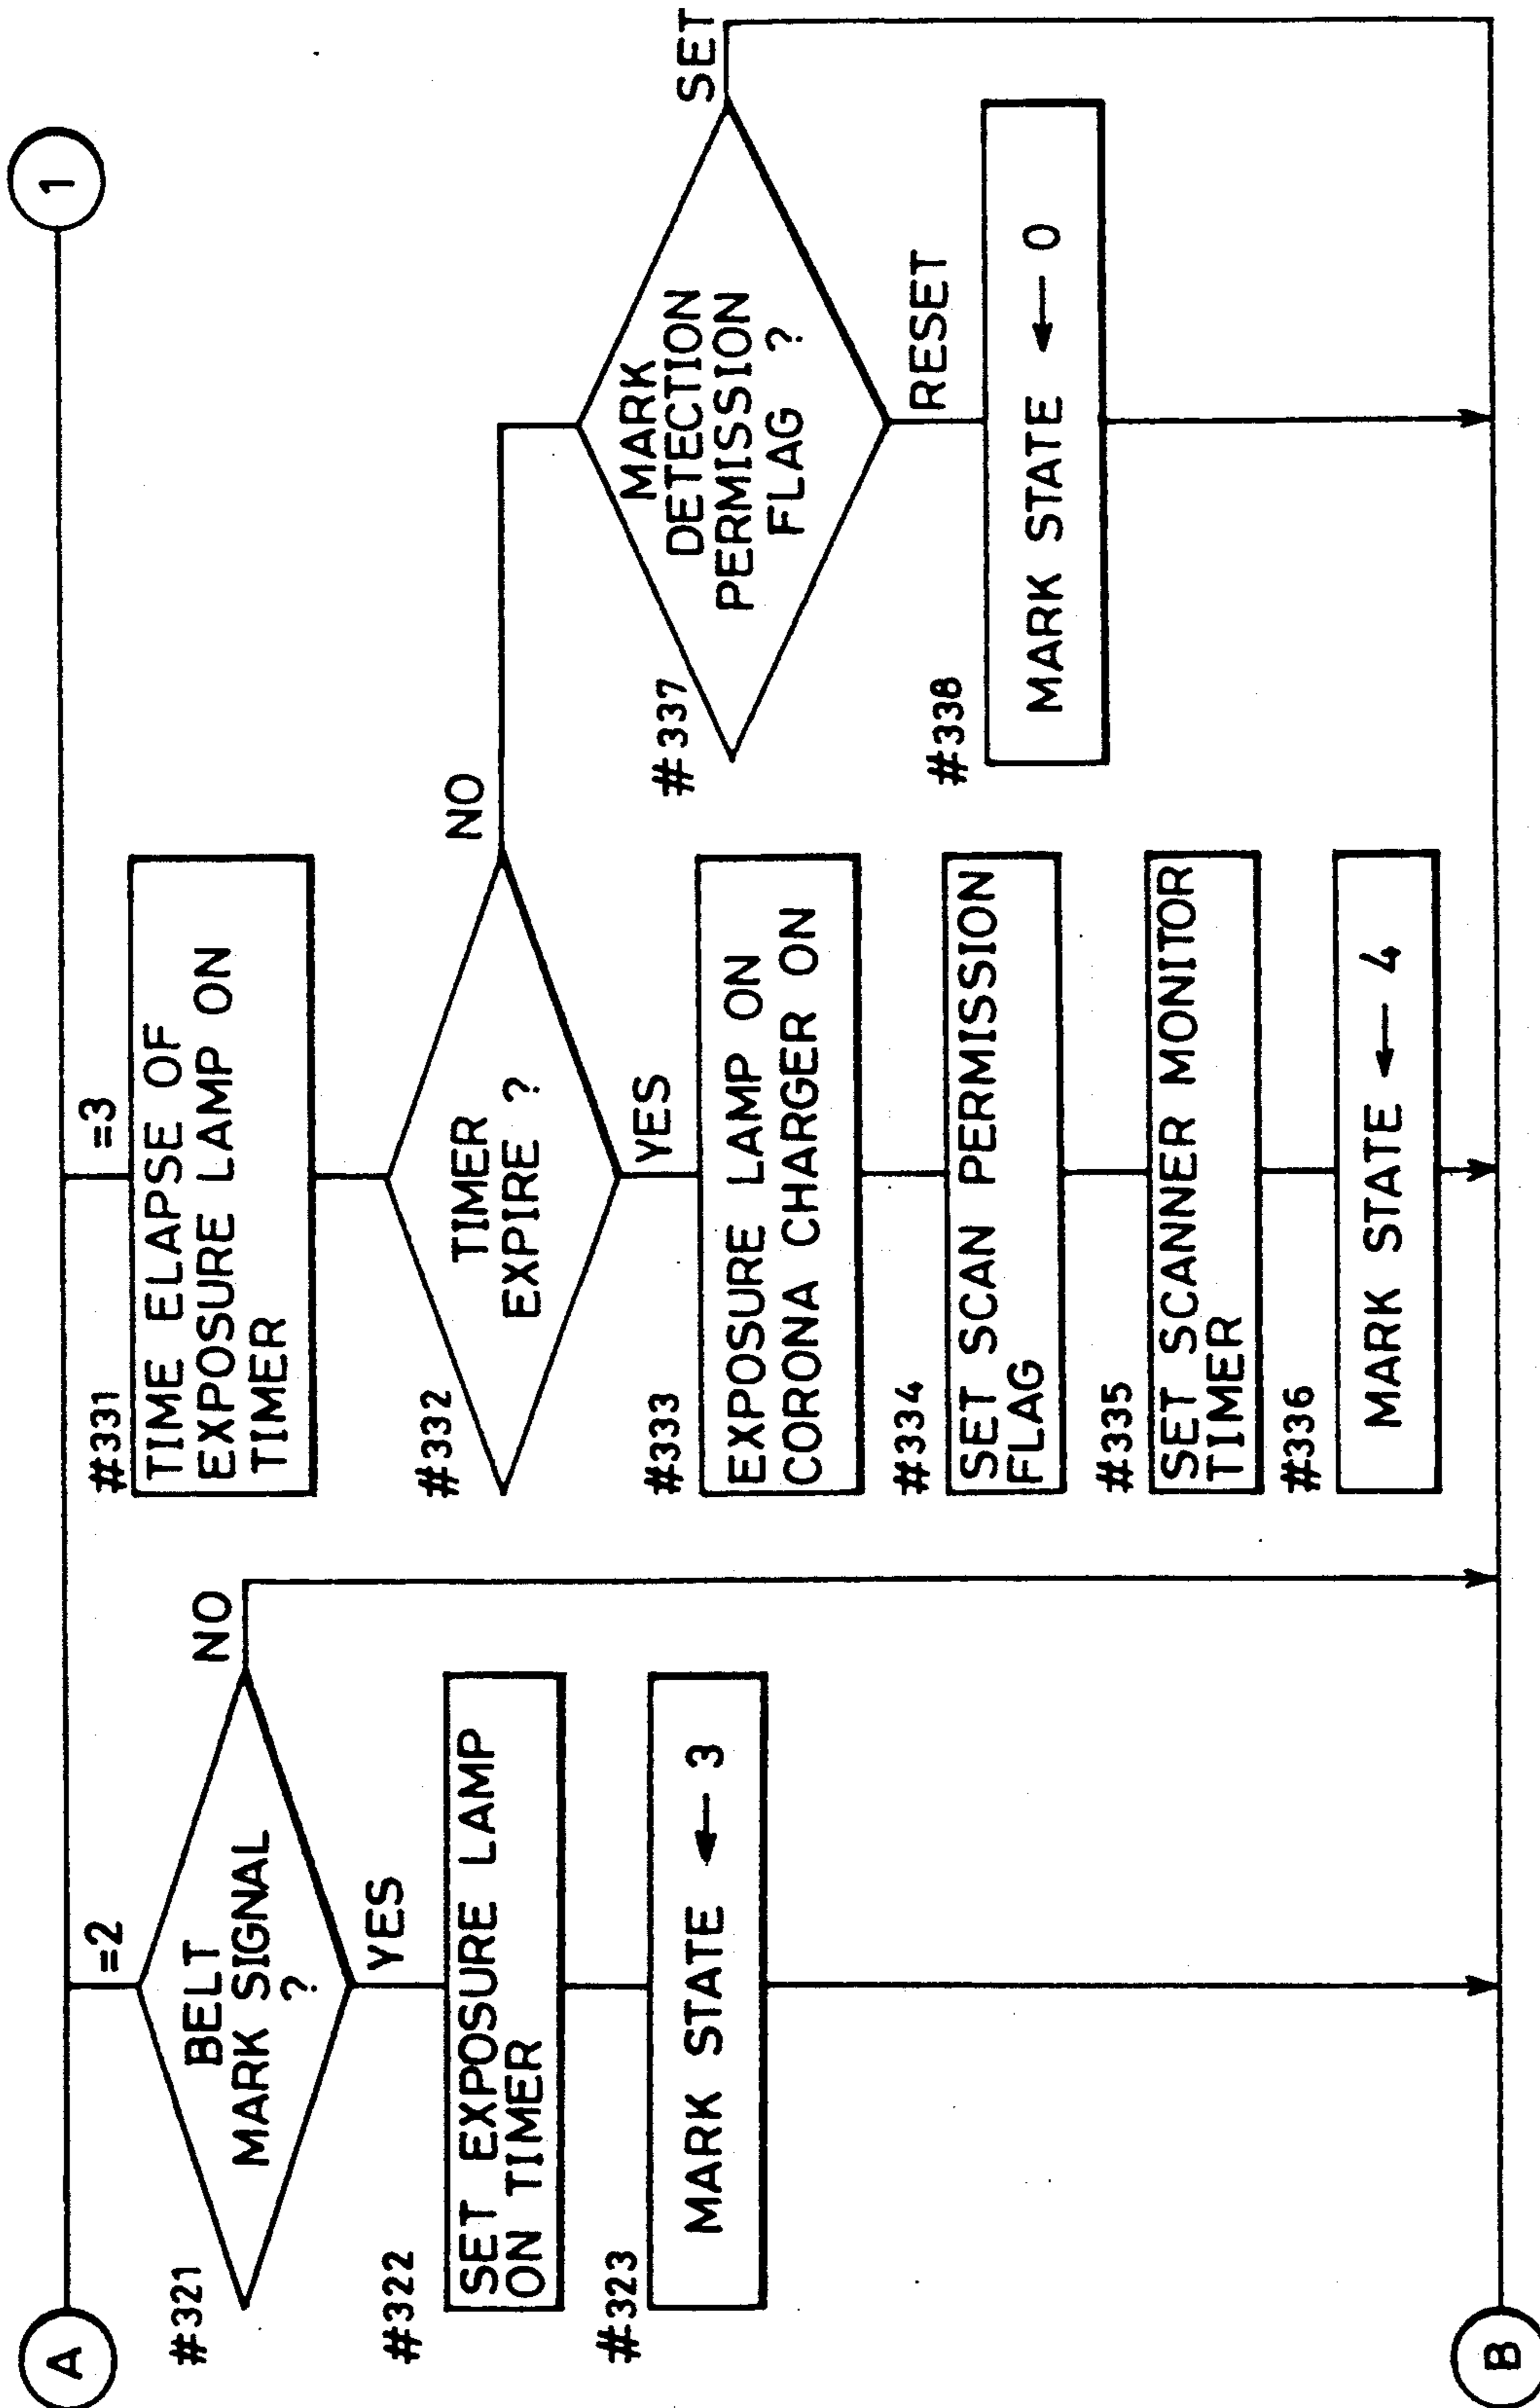 A
1
=2
#321
BELT
MARK SIGNAL
?
NO
YES
#322
SET EXPOSURE LAMP
ON TIMER
#323
MARK STATE ← 3
=3
#331
TIME ELAPSE OF
EXPOSURE LAMP ON
TIMER
#332
TIMER
EXPIRE ?
NO
YES
#333
EXPOSURE LAMP ON
CORONA CHARGER ON
#334
SET SCAN PERMISSION
FLAG
#335
SET SCANNER MONITOR
TIMER
#336
MARK STATE ← 4
#337
MARK
DETECTION
PERMISSION
FLAG ?
SET
RESET
#338
MARK STATE ← 0
B